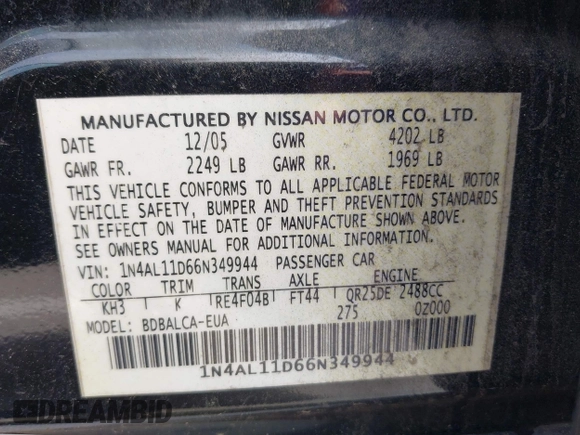 MANUFACTURED BY NISSAN MOTOR CO., LTD.
DATE 12/05 GVWR 4202 LB
GAWR FR. 2249 LB GAWR RR. 1969 LB
THIS VEHICLE CONFORMS TO ALL APPLICABLE FEDERAL MOTOR
VEHICLE SAFETY, BUMPER AND THEFT PREVENTION STANDARDS
IN EFFECT ON THE DATE OF MANUFACTURE SHOWN ABOVE.
SEE OWNERS MANUAL FOR ADDITIONAL INFORMATION.
VIN: 1N4AL11D66N349944 PASSENGER CAR
COLOR TRIM TRANS AXLE ENGINE
KH3 K RE4F04B FT44 QR25DE 2488CC
MODEL: BDBALCA-EUA 275 0Z000
1N4AL11D66N349944
DREAMBID